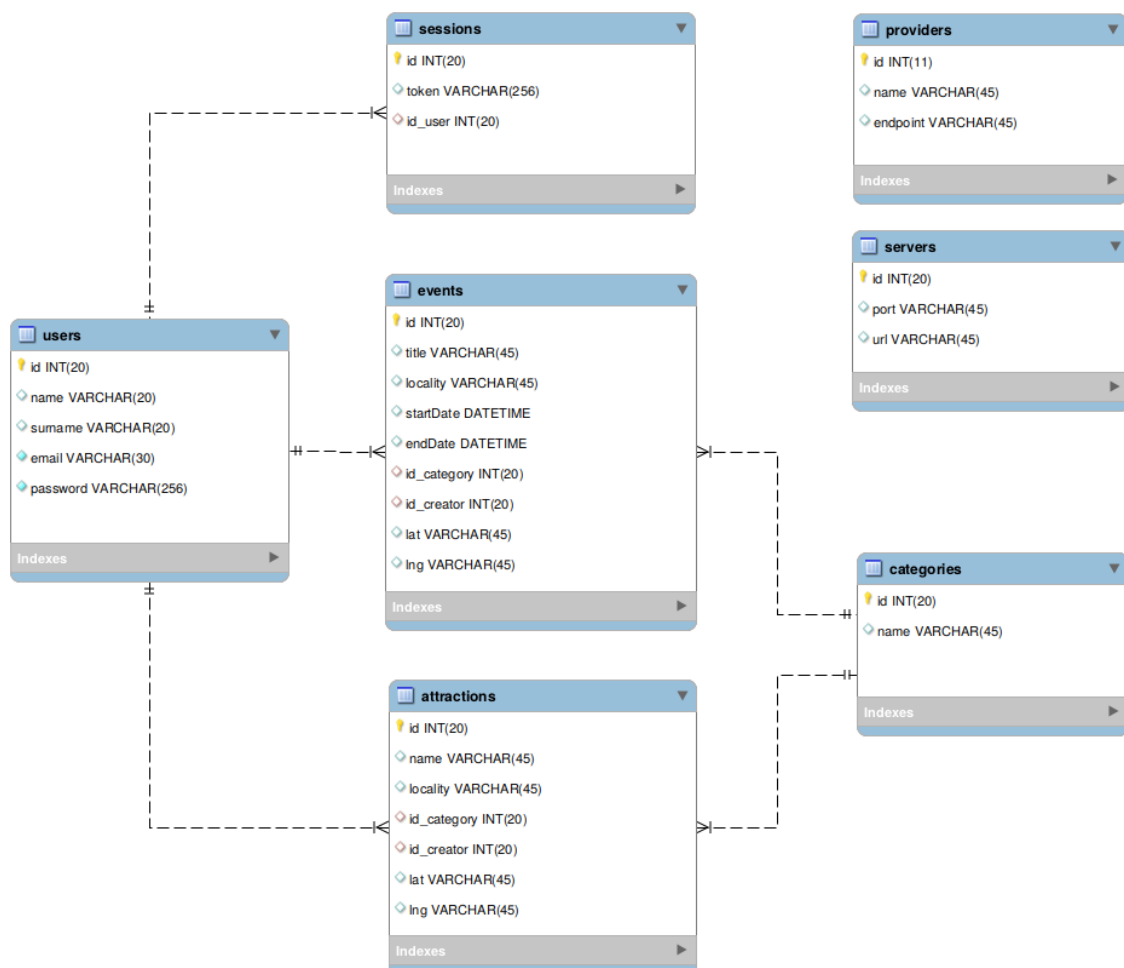 sessions
id INT(20)
token VARCHAR(256)
id_user INT(20)
Indexes
providers
id INT(11)
name VARCHAR(45)
endpoint VARCHAR(45)
Indexes
servers
id INT(20)
port VARCHAR(45)
url VARCHAR(45)
Indexes
users
id INT(20)
name VARCHAR(20)
surname VARCHAR(20)
email VARCHAR(30)
password VARCHAR(256)
Indexes
events
id INT(20)
title VARCHAR(45)
locality VARCHAR(45)
startDate DATETIME
endDate DATETIME
id_category INT(20)
id_creator INT(20)
lat VARCHAR(45)
lng VARCHAR(45)
Indexes
categories
id INT(20)
name VARCHAR(45)
Indexes
attractions
id INT(20)
name VARCHAR(45)
locality VARCHAR(45)
id_category INT(20)
id_creator INT(20)
lat VARCHAR(45)
lng VARCHAR(45)
Indexes